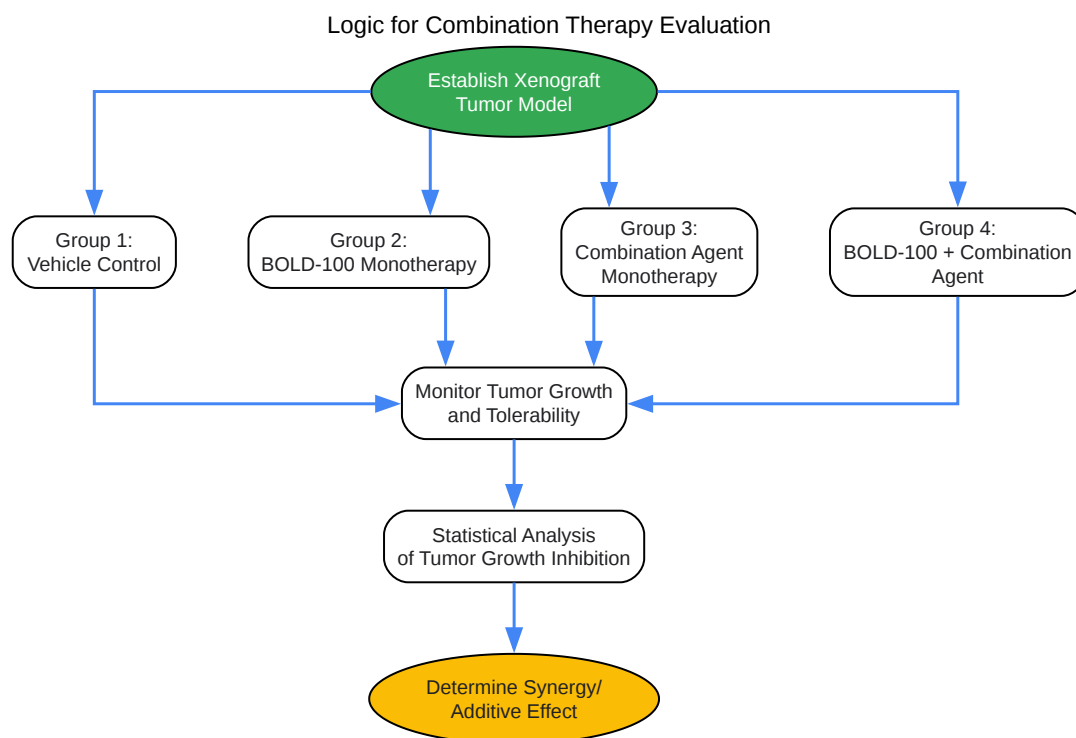 Logic for Combination Therapy Evaluation
Establish Xenograft
Tumor Model
Group 1:
Vehicle Control
Group 2:
BOLD-100 Monotherapy
Group 3:
Combination Agent
Monotherapy
Group 4:
BOLD-100 + Combination
Agent
Monitor Tumor Growth
and Tolerability
Statistical Analysis
of Tumor Growth Inhibition
Determine Synergy/
Additive Effect